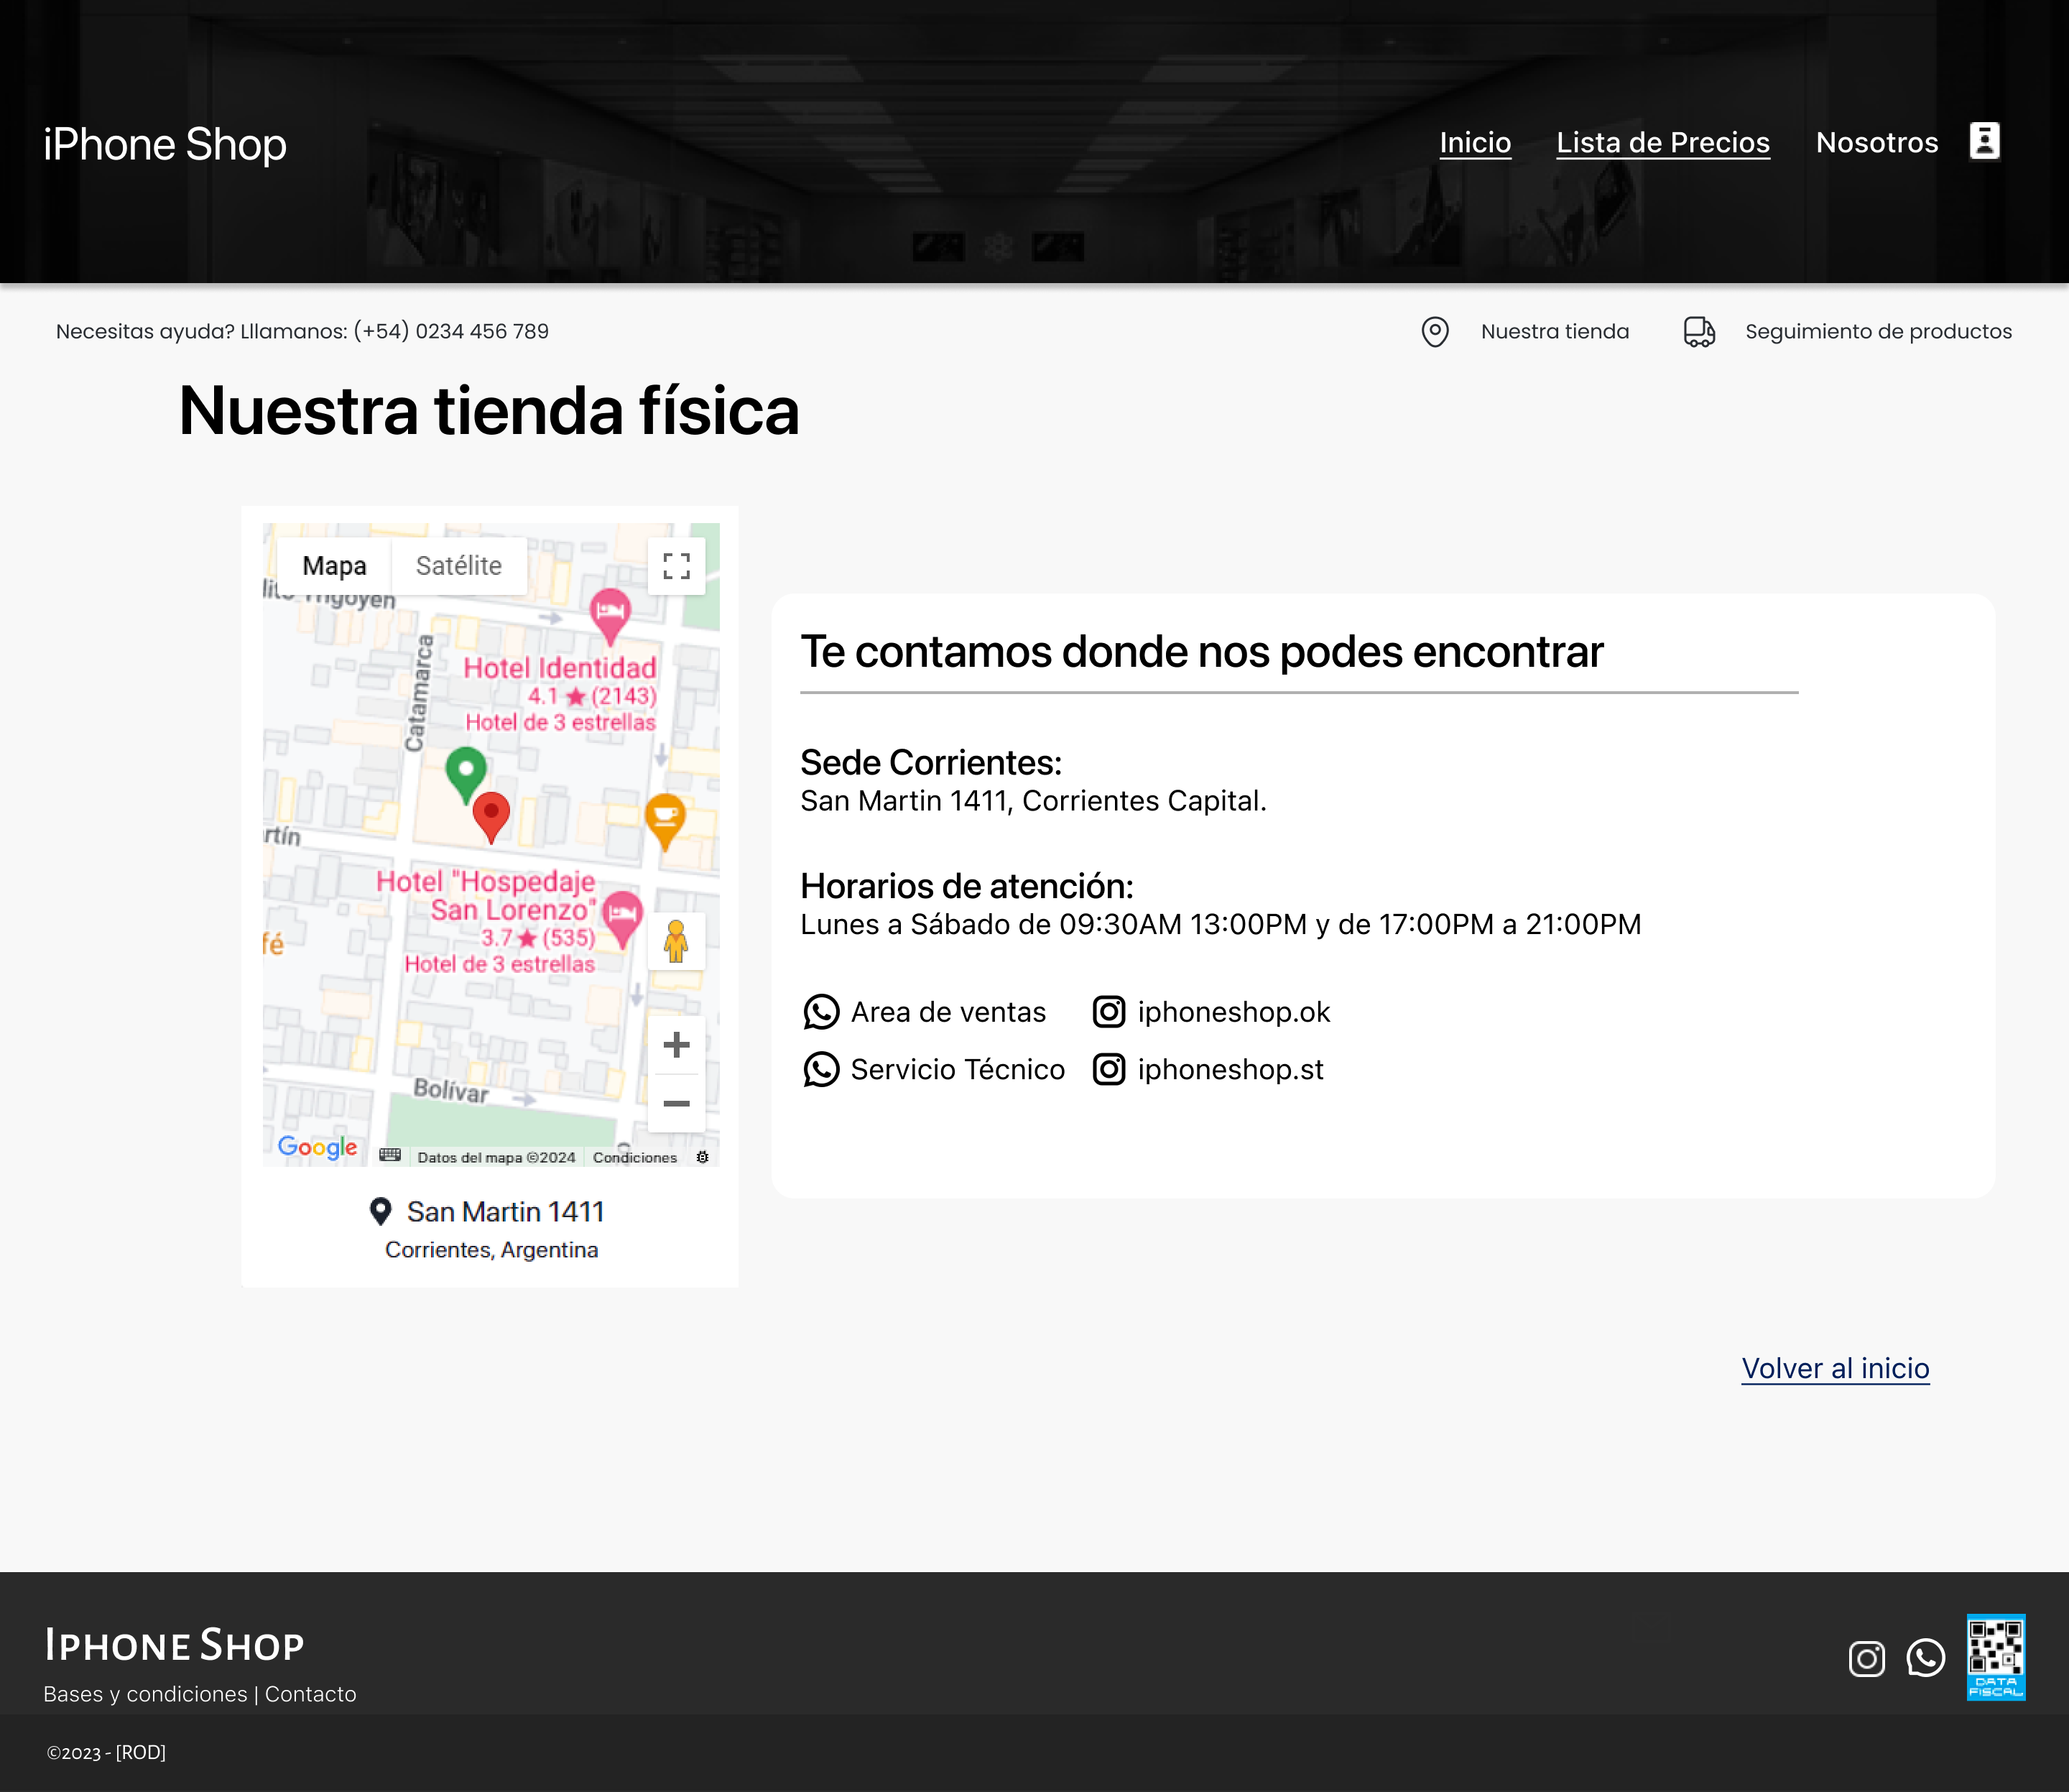 iPhone Shop
Inicio
Lista de Precios
Nosotros
Necesitas ayuda? Lllamanos: (+54) 0234 456 789
Nuestra tienda
Seguimiento de productos
Nuestra tienda física
Mapa
Satélite
Catamarca
Hotel Identidad
4.1 ★ (2143)
Hotel de 3 estrellas
rtín
Hotel "Hospedaje
San Lorenzo"
3.7 ★ (535)
Hotel de 3 estrellas
fé
Bolívar
Google
Datos del mapa ©2024
Condiciones
San Martin 1411
Corrientes, Argentina
Te contamos donde nos podes encontrar
Sede Corrientes:
San Martin 1411, Corrientes Capital.
Horarios de atención:
Lunes a Sábado de 09:30AM 13:00PM y de 17:00PM a 21:00PM
Area de ventas
iphoneshop.ok
Servicio Técnico
iphoneshop.st
Volver al inicio
Iphone Shop
Bases y condiciones | Contacto
DATA
FISCAL
©2023 - [ROD]